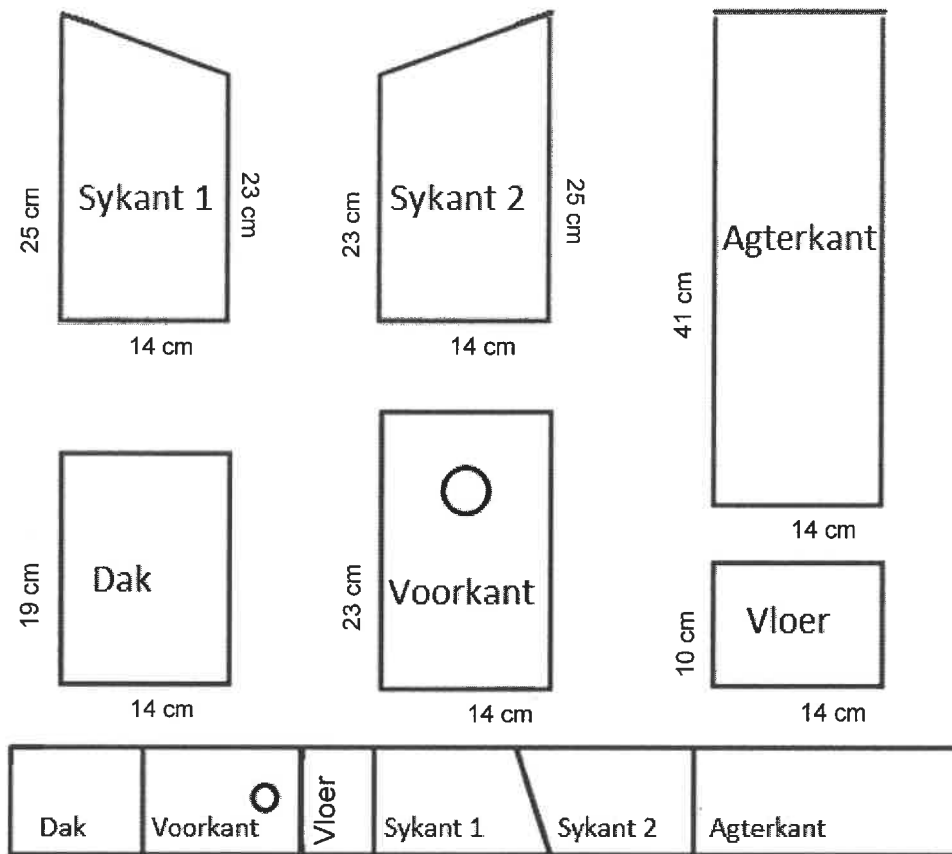 25 cm
Sykant 1
23 cm
14 cm
23 cm
Sykant 2
25 cm
14 cm
41 cm
Agterkant
14 cm
19 cm
Dak
14 cm
23 cm
Voorkant
14 cm
10 cm
Vloer
14 cm
Dak
Voorkant
Vloer
Sykant 1
Sykant 2
Agterkant